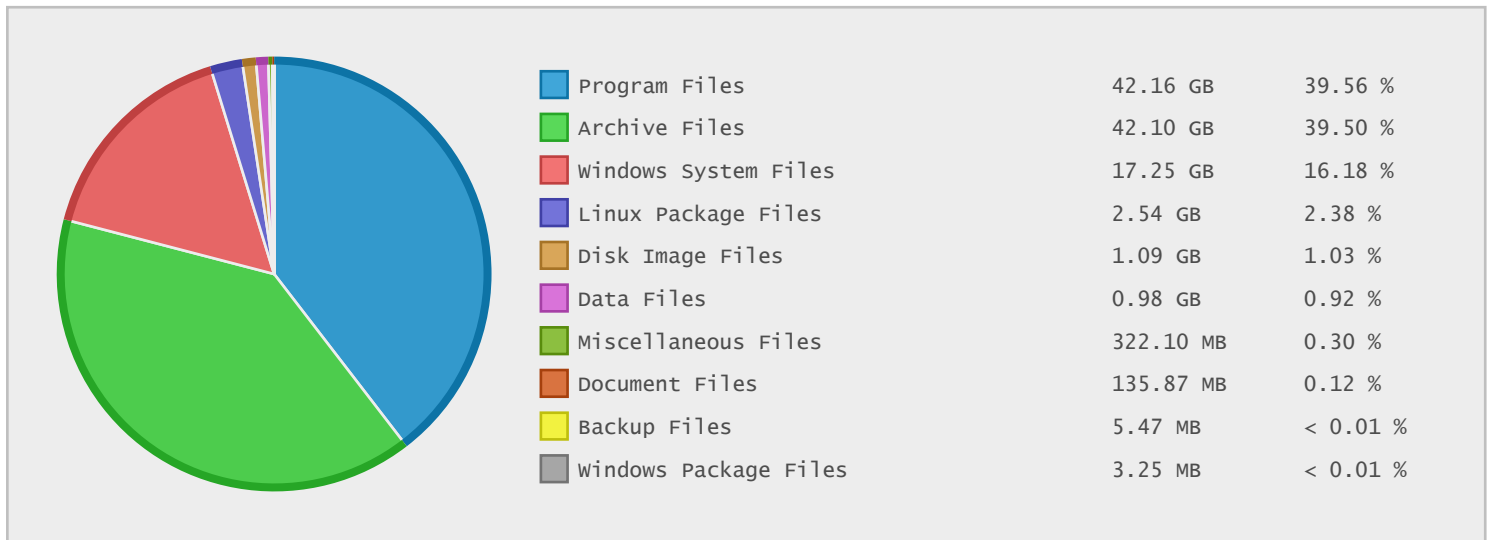 Program Files 42.16 GB 39.56 %
Archive Files 42.10 GB 39.50 %
Windows System Files 17.25 GB 16.18 %
Linux Package Files 2.54 GB 2.38 %
Disk Image Files 1.09 GB 1.03 %
Data Files 0.98 GB 0.92 %
Miscellaneous Files 322.10 MB 0.30 %
Document Files 135.87 MB 0.12 %
Backup Files 5.47 MB < 0.01 %
Windows Package Files 3.25 MB < 0.01 %